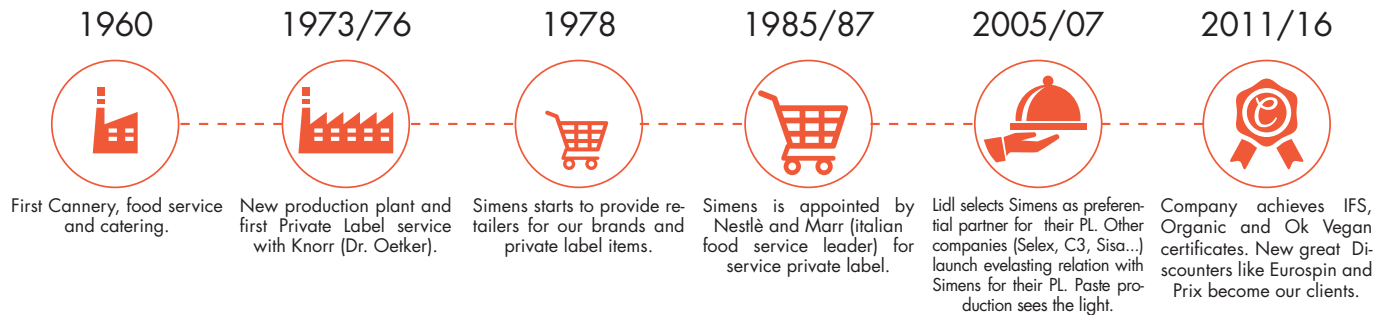 1960
First Cannery, food service
and catering.
1973/76
New production plant and
first Private Label service
with Knorr (Dr. Oetker).
1978
Simens starts to provide re-
tailers for our brands and
private label items.
1985/87
Simens is appointed by
Nestlè and Marr (italian
food service leader) for
service private label.
2005/07
Lidl selects Simens as preferen-
tial partner for their PL. Other
companies (Selex, C3, Sisa...)
launch evelasting relation with
Simens for their PL. Paste pro-
duction sees the light.
2011/16
C
Company achieves IFS,
Organic and Ok Vegan
certificates. New great Di-
scounters like Eurospin and
Prix become our clients.